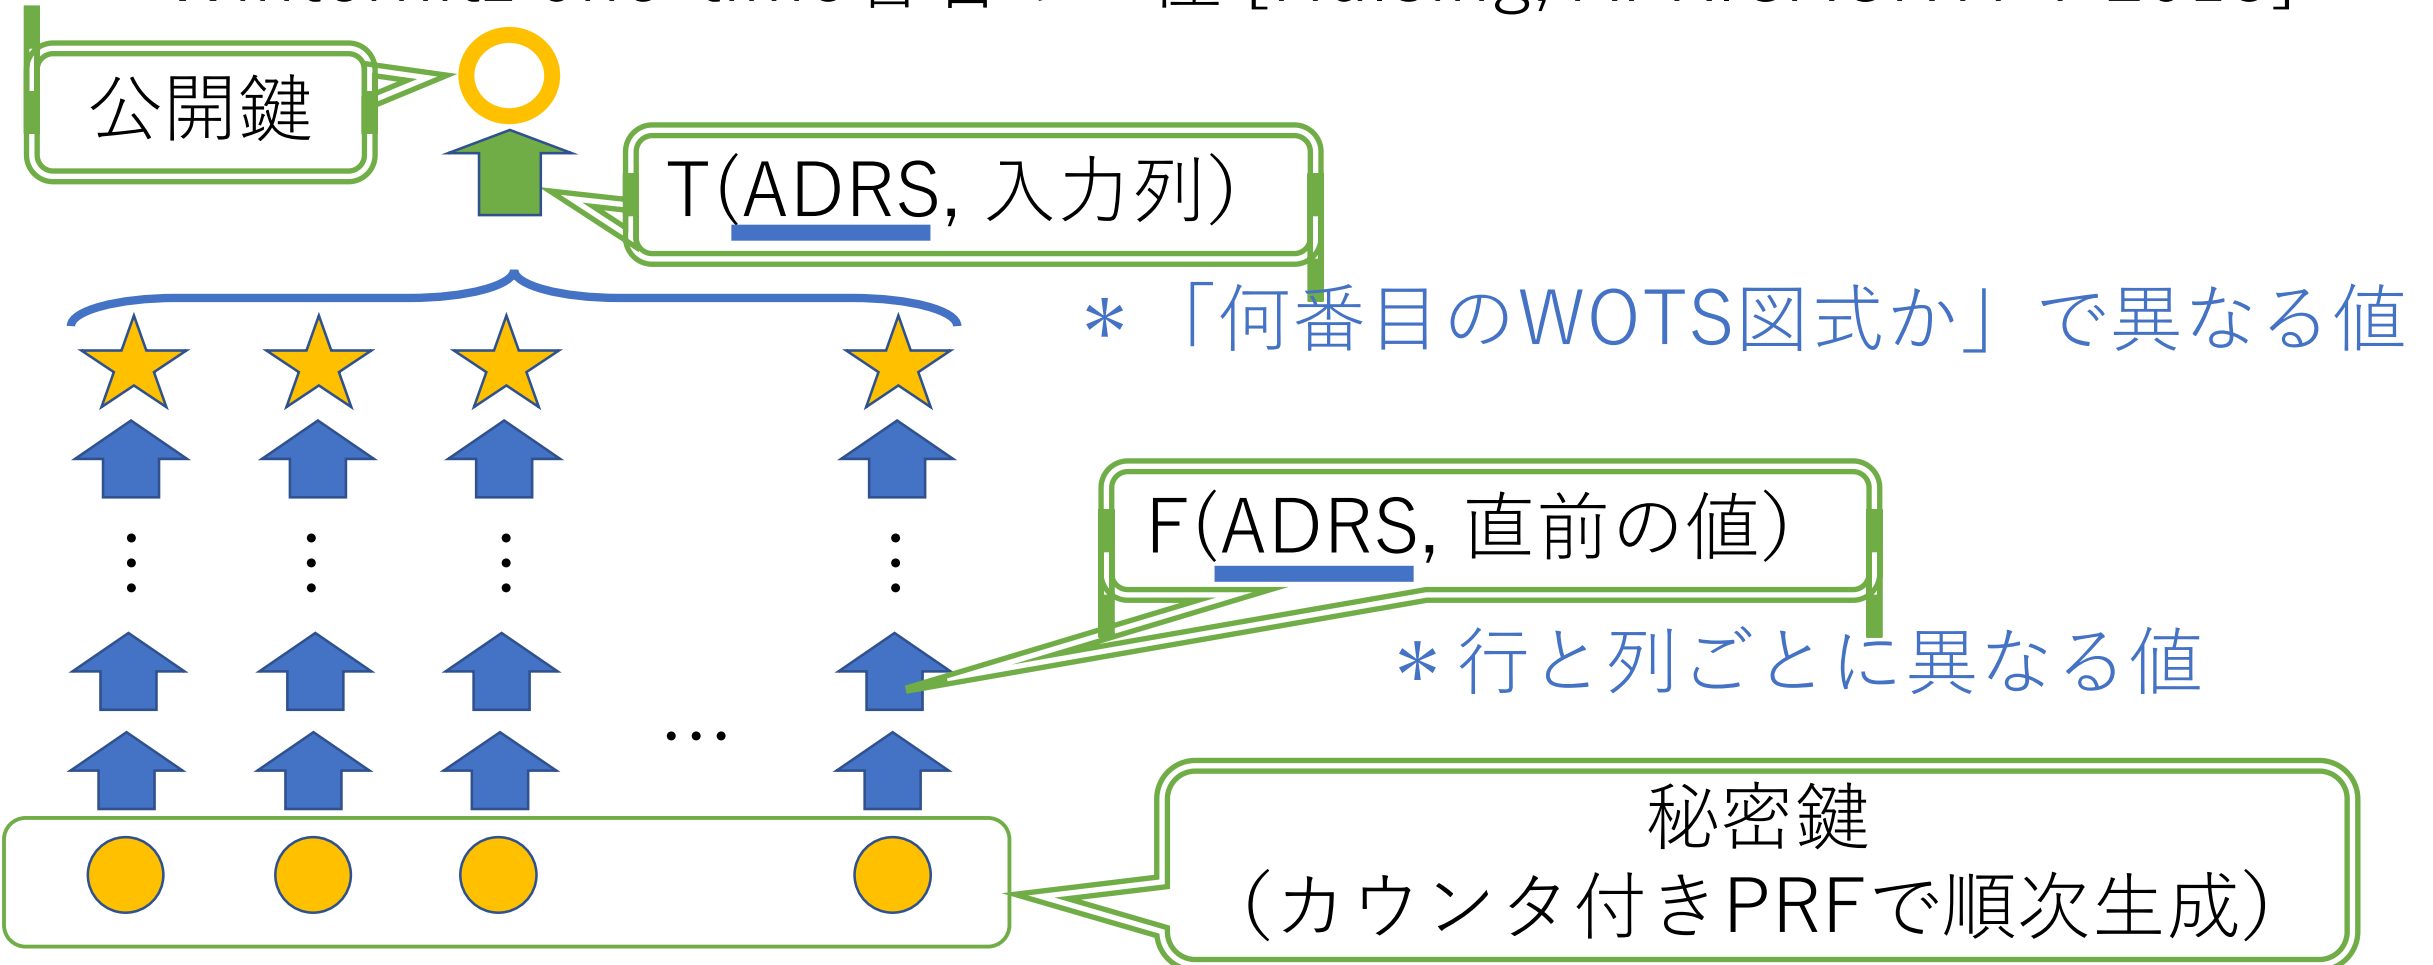 公開鍵
T(ADRS, 入力列)
*「何番目のWOTS図式か」で異なる値
F(ADRS, 直前の値)
*行と列ごとに異なる値
…
秘密鍵
(カウンタ付きPRFで順次生成)